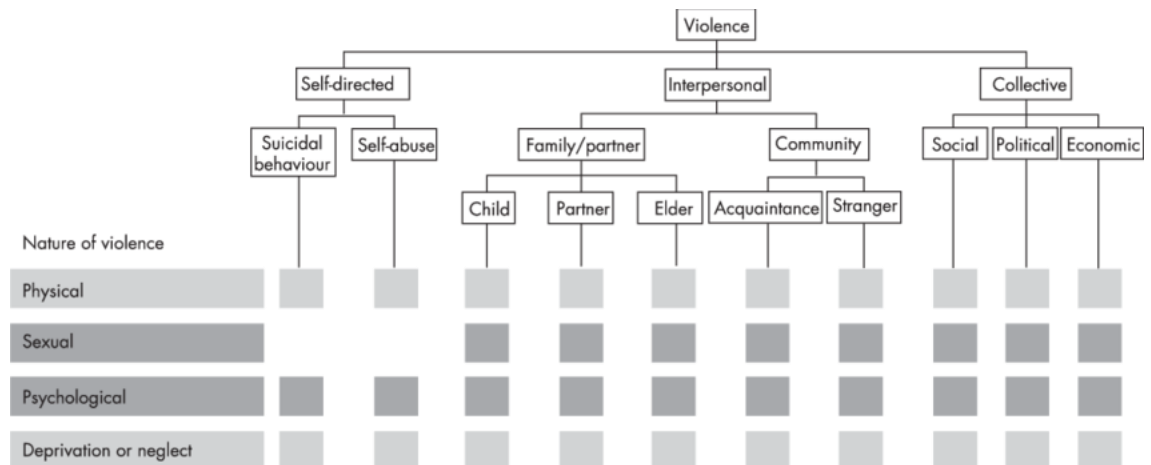 Violence
Self-directed
Interpersonal
Collective
Suicidal
behaviour
Self-abuse
Family/partner
Community
Social
Political
Economic
Child
Partner
Elder
Acquaintance
Stranger
Nature of violence
Physical
Sexual
Psychological
Deprivation or neglect